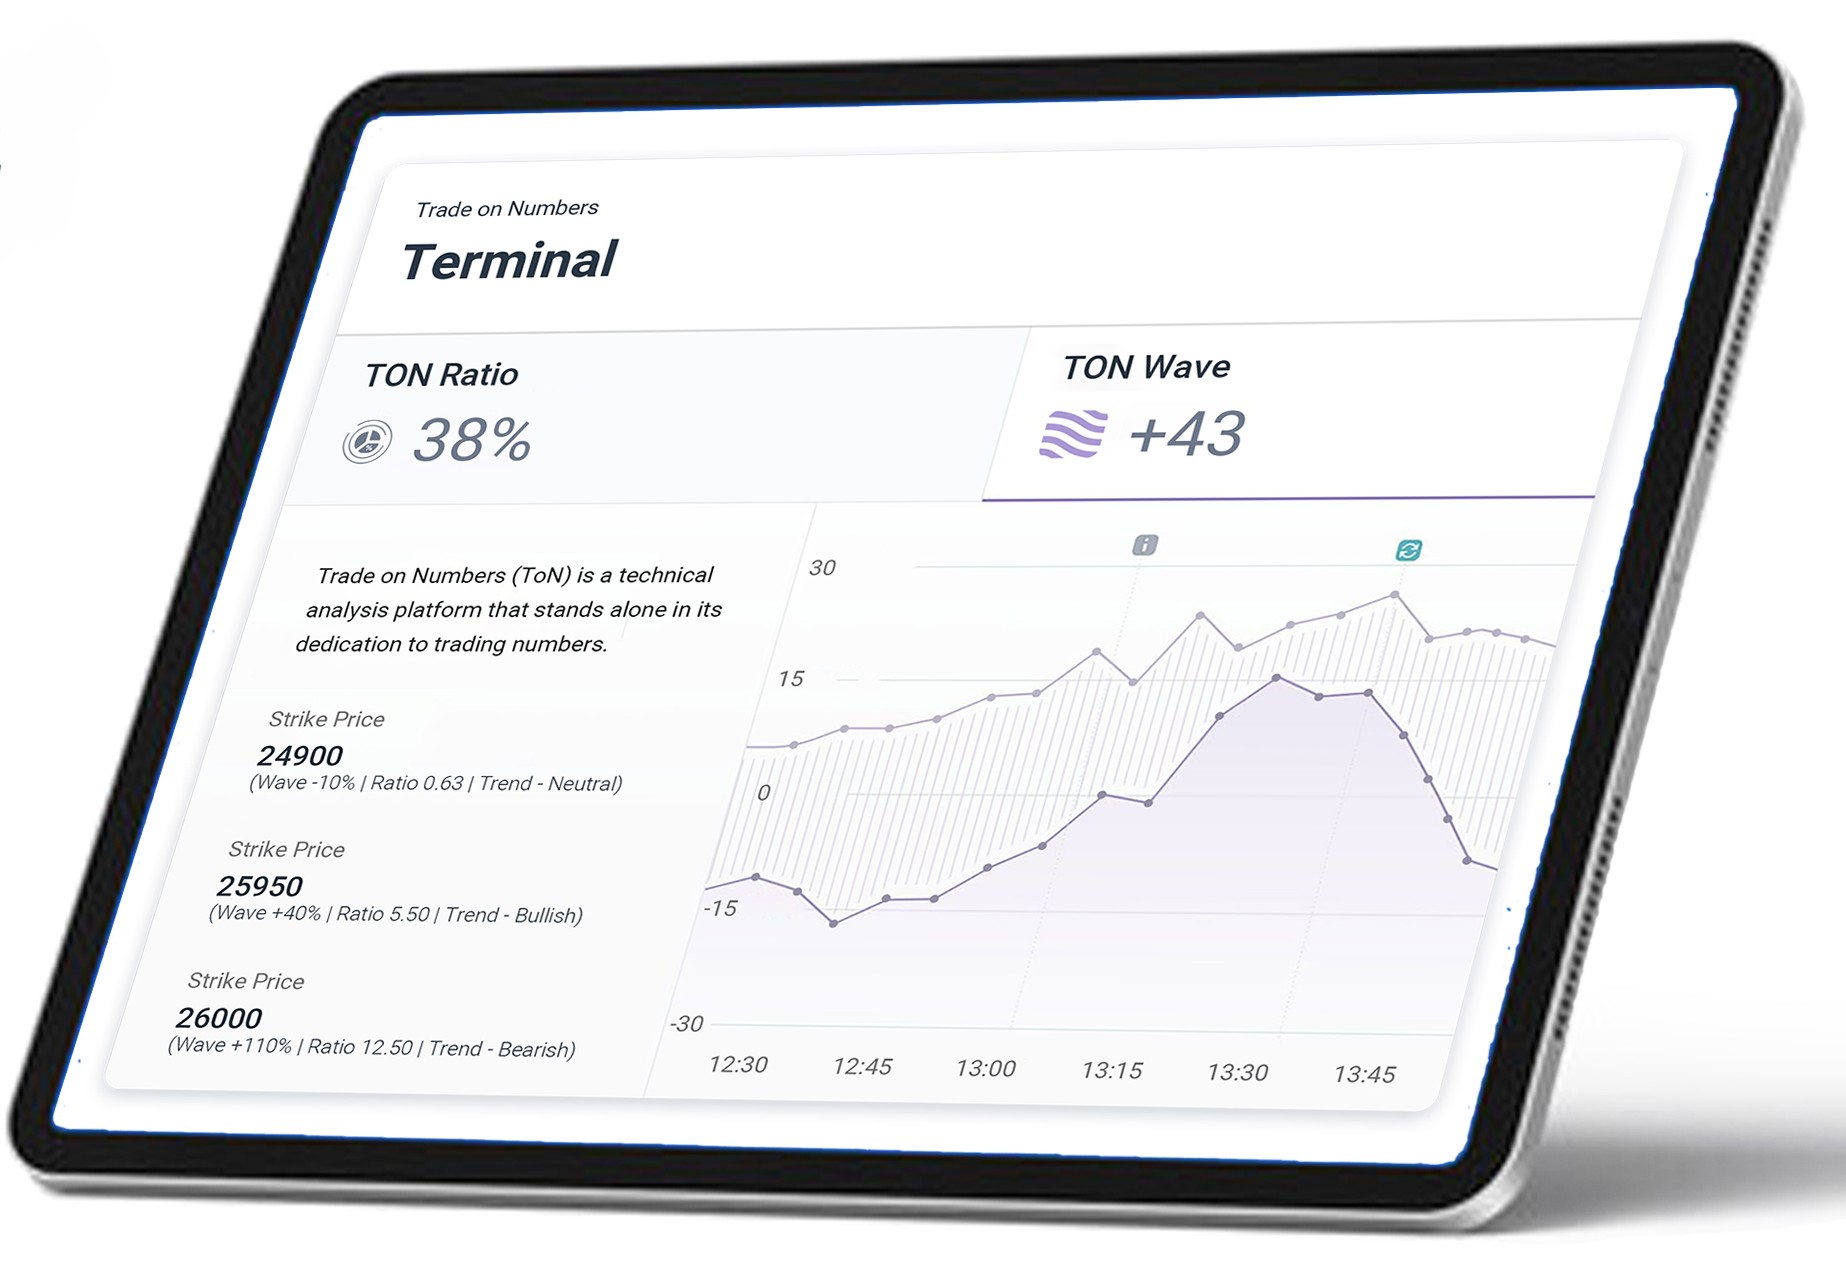 Trade on Numbers
Terminal
TON Ratio
38%
TON Wave
+43
Trade on Numbers (ToN) is a technical
analysis platform that stands alone in its
dedication to trading numbers.
Strike Price
24900
(Wave -10% | Ratio 0.63 | Trend - Neutral)
Strike Price
25950
(Wave +40% | Ratio 5.50 | Trend - Bullish)
Strike Price
26000
(Wave +110% | Ratio 12.50 | Trend - Bearish)
30
15
0
-15
-30
12:30 12:45 13:00 13:15 13:30 13:45